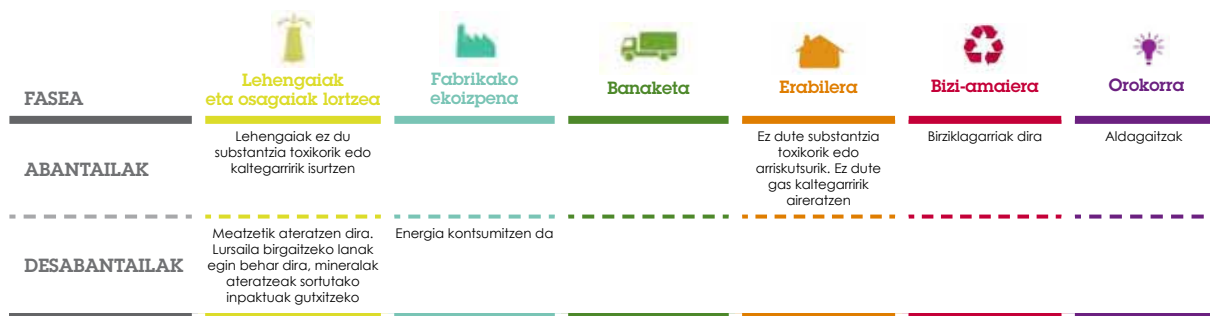 FASEA
Lehengaiak
eta osagaiak lortzea
Fabrikako
ekoizpena
Banaketa
Erabilera
Bizi-amaiera
Orokorra
ABANTAILAK
Lehengaiak ez du
substantzia toxikorik edo
kaltegarririk isurtzen
Ez dute substantzia
toxikorik edo
arriskutsurik. Ez dute
gas kaltegarririk
aireratzen
Birziklagarriak dira
Aldagaitzak
DESABANTAILAK
Meatzetik ateratzen dira.
Lursaila birgaitzeko lanak
egin behar dira, mineralak
ateratzeak sortutako
inpaktuak gutxitzeko
Energia kontsumitzen da